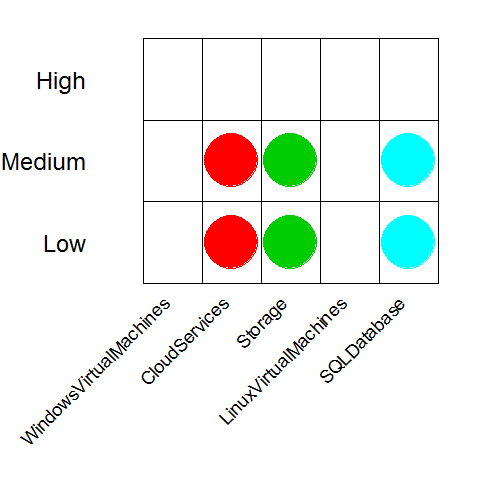 High
Medium
Low
WindowsVirtualMachines
CloudServices
Storage
LinuxVirtualMachines
SQLDatabase